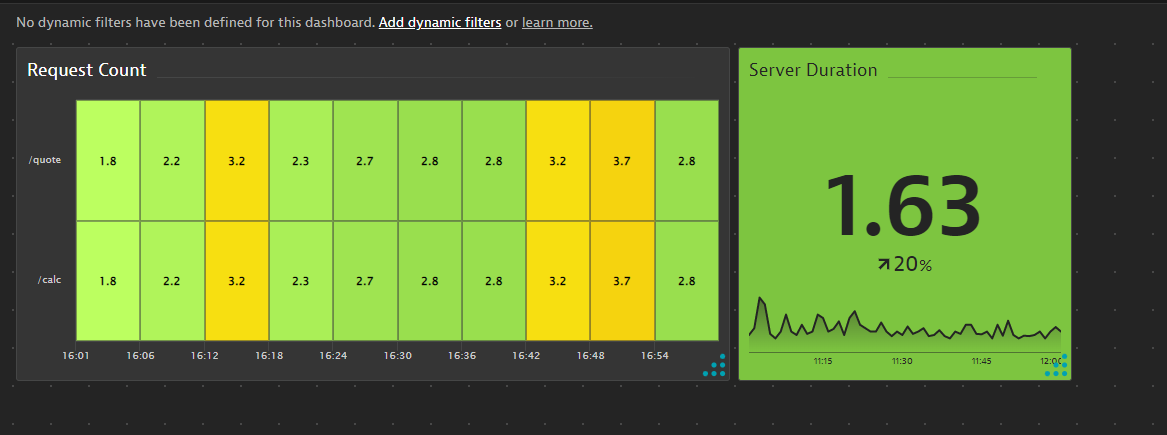 No dynamic filters have been defined for this dashboard. Add dynamic filters or learn more.
Request Count
/quote 1.8 2.2 3.2 2.3 2.7 2.8 2.8 3.2 3.7 2.8
/calc 1.8 2.2 3.2 2.3 2.7 2.8 2.8 3.2 3.7 2.8
16:01 16:06 16:12 16:18 16:24 16:30 16:36 16:42 16:48 16:54
Server Duration
1.63
20%
11:15 11:30 11:45 12:00